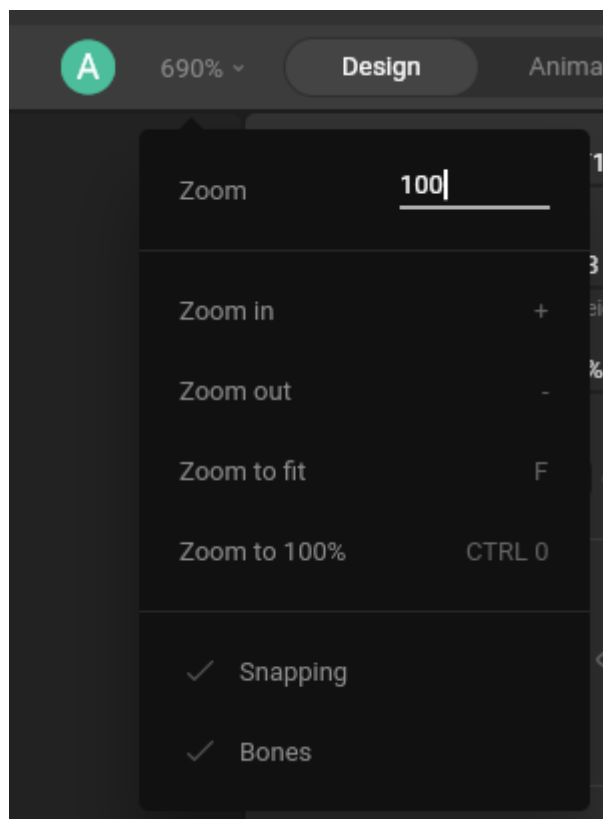 A 690% Design Anima
Zoom 100
Zoom in +
Zoom out -
Zoom to fit F
Zoom to 100% CTRL 0
Snapping
Bones